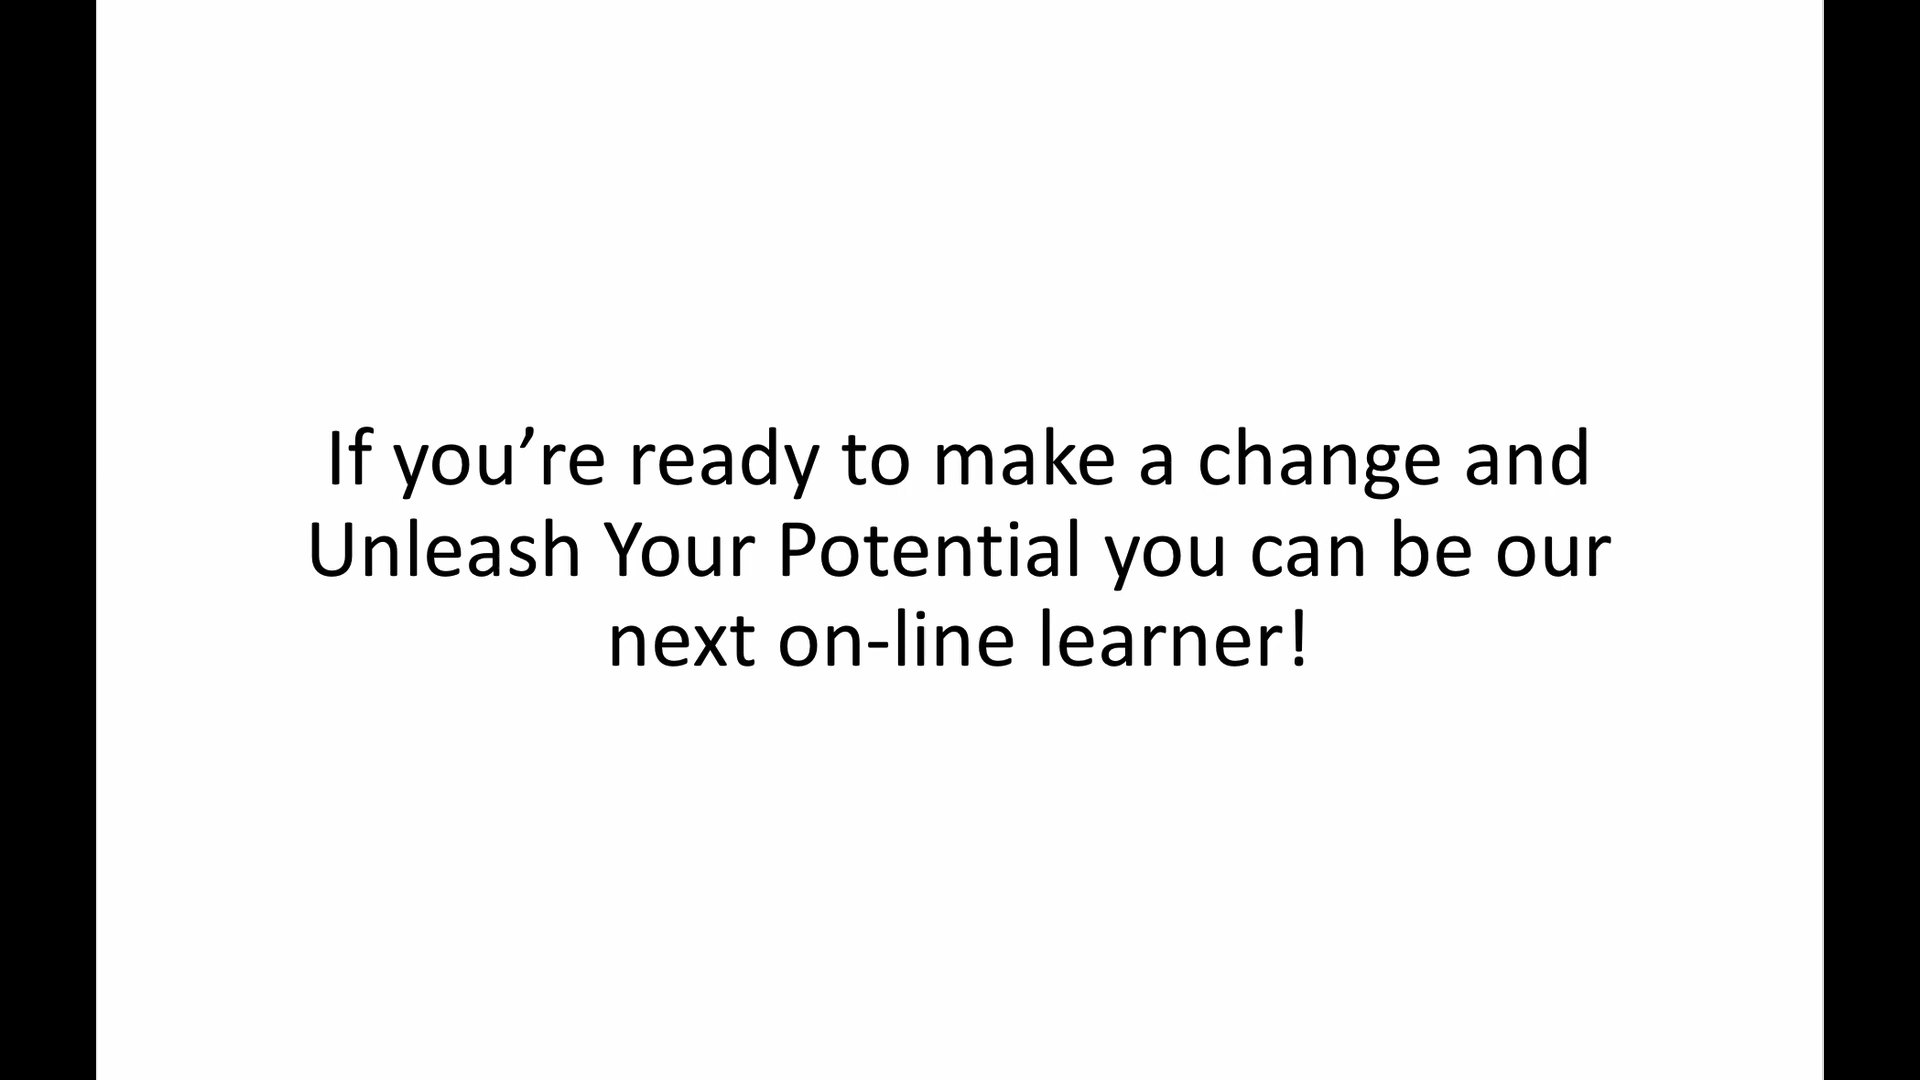 If you’re ready to make a change and
Unleash Your Potential you can be our
next on-line learner!